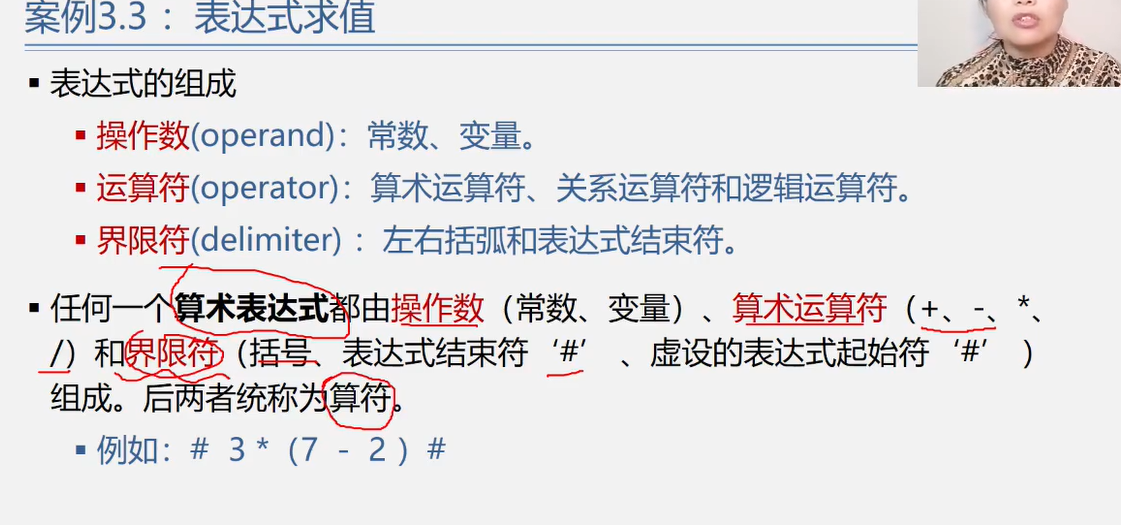 案例3.3 : 表达式求值
▪ 表达式的组成
▪ 操作数(operand)：常数、变量。
▪ 运算符(operator)：算术运算符、关系运算符和逻辑运算符。
▪ 界限符(delimiter) ：左右括弧和表达式结束符。
▪ 任何一个算术表达式都由操作数（常数、变量）、算术运算符（+、-、*、
/）和界限符（括号、表达式结束符‘#’ 、虚设的表达式起始符‘#’ ）
组成。后两者统称为算符。
▪ 例如：# 3 *（7 - 2 ）#